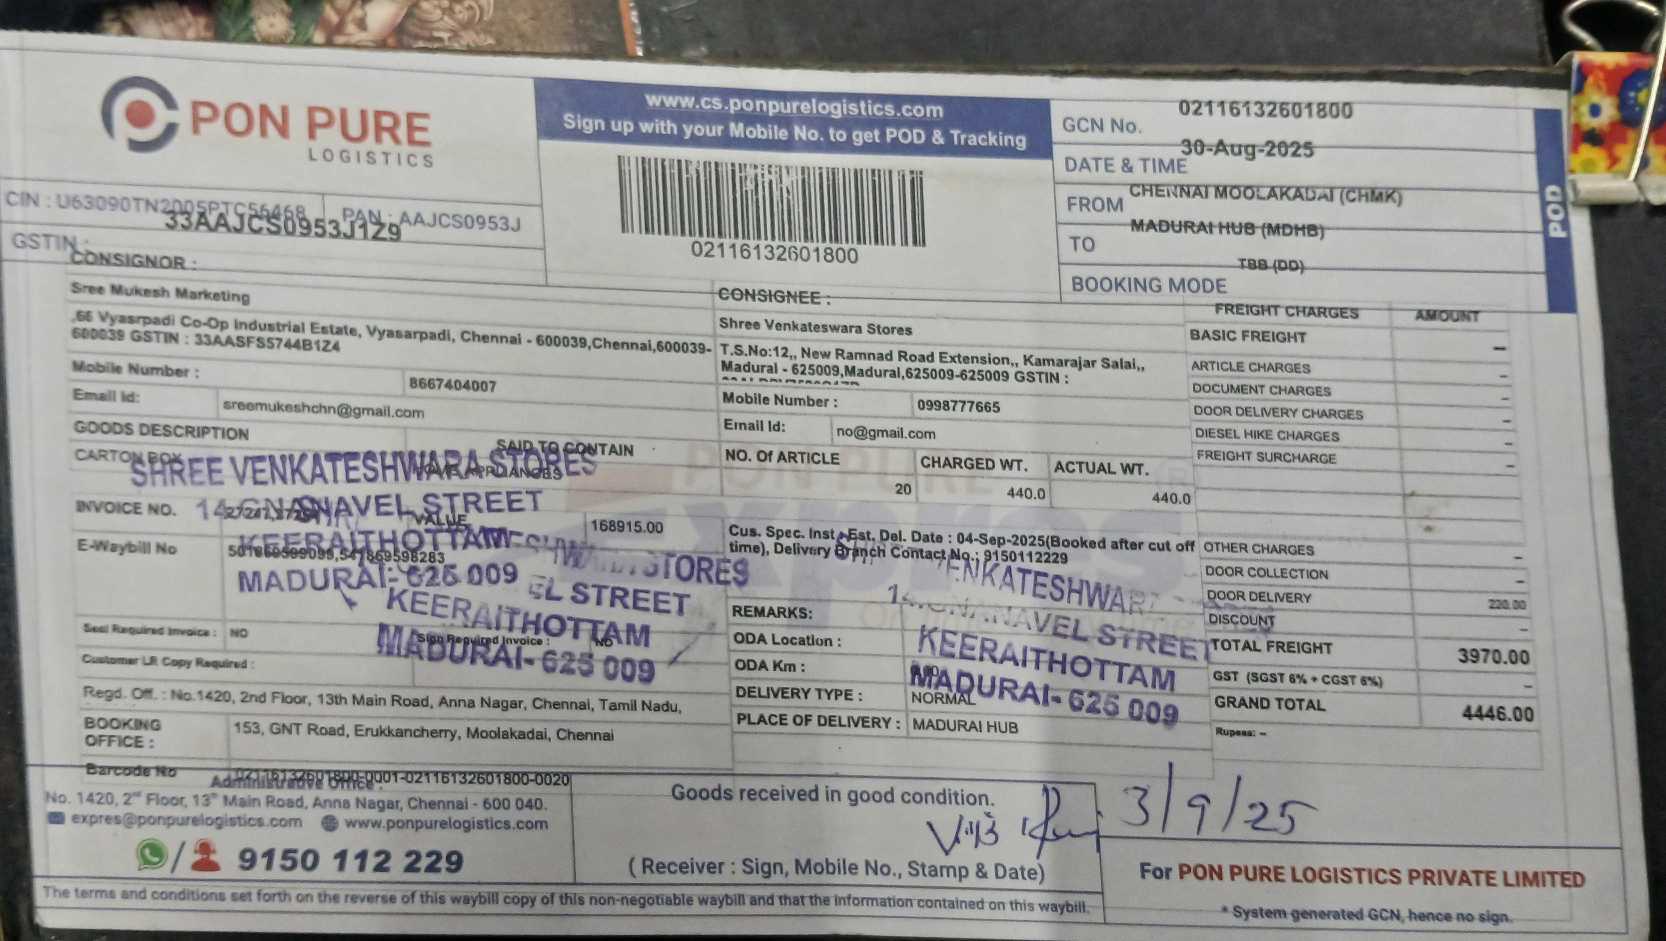 PON PURE
LOGISTICS
www.cs.ponpurelogistics.com
Sign up with your Mobile No. to get POD & Tracking
02116132601800
GCN No. 02116132601800
DATE & TIME 30-Aug-2025
FROM CHENNAI MOOLAKADAI (CHMK)
TO MADURAI HUB (MDHB)
BOOKING MODE TBB (DD)
POD
CIN : U63090TN2005PTC56468 PAN : AAJCS0953J
GSTIN : 33AAJCS0953J1Z9
CONSIGNOR :
Sree Mukesh Marketing
,66 Vyasrpadi Co-Op Industrial Estate, Vyasarpadi, Chennai - 600039,Chennai,600039-
600039 GSTIN : 33AASFS5744B1Z4
Mobile Number : 8667404007
Email Id: sreemukeshchn@gmail.com
CONSIGNEE :
Shree Venkateswara Stores
T.S.No:12,, New Ramnad Road Extension,, Kamarajar Salai,,
Madurai - 625009,Madurai,625009-625009 GSTIN :
Mobile Number : 0998777665
Email Id: no@gmail.com
FREIGHT CHARGES AMOUNT
BASIC FREIGHT –
ARTICLE CHARGES –
DOCUMENT CHARGES –
DOOR DELIVERY CHARGES –
DIESEL HIKE CHARGES –
FREIGHT SURCHARGE –
GOODS DESCRIPTION SAID TO CONTAIN
CARTON BOX
NO. Of ARTICLE CHARGED WT. ACTUAL WT.
20 440.0 440.0
INVOICE NO. VALUE 168915.00
E-Waybill No
Cus. Spec. Inst Est. Del. Date : 04-Sep-2025(Booked after cut off
time), Delivery Branch Contact No.: 9150112229
OTHER CHARGES –
DOOR COLLECTION –
DOOR DELIVERY 220.00
DISCOUNT –
TOTAL FREIGHT 3970.00
GST (SGST 6% + CGST 6%) –
GRAND TOTAL 4446.00
Rupees: –
SHREE VENKATESHWARA STORES
14, GNANAVEL STREET
KEERAITHOTTAM
MADURAI- 625 009
STORES
EL STREET
KEERAITHOTTAM
MADURAI- 625 009
14, GNANAVEL STREET
KEERAITHOTTAM
MADURAI- 625 009
Seal Required Invoice : NO Sign Required Invoice : NO
Customer LR Copy Required :
REMARKS:
ODA Location :
ODA Km :
DELIVERY TYPE : NORMAL
PLACE OF DELIVERY : MADURAI HUB
Regd. Off. : No.1420, 2nd Floor, 13th Main Road, Anna Nagar, Chennai, Tamil Nadu,
BOOKING
OFFICE : 153, GNT Road, Erukkancherry, Moolakadai, Chennai
Barcode No 02116132601800-0001-02116132601800-0020
Administrative Office :
No. 1420, 2nd Floor, 13th Main Road, Anna Nagar, Chennai - 600 040.
expres@ponpurelogistics.com www.ponpurelogistics.com
/ 9150 112 229
Goods received in good condition.
3/9/25
( Receiver : Sign, Mobile No., Stamp & Date)
For PON PURE LOGISTICS PRIVATE LIMITED
* System generated GCN, hence no sign.
The terms and conditions set forth on the reverse of this waybill copy of this non-negotiable waybill and that the information contained on this waybill.